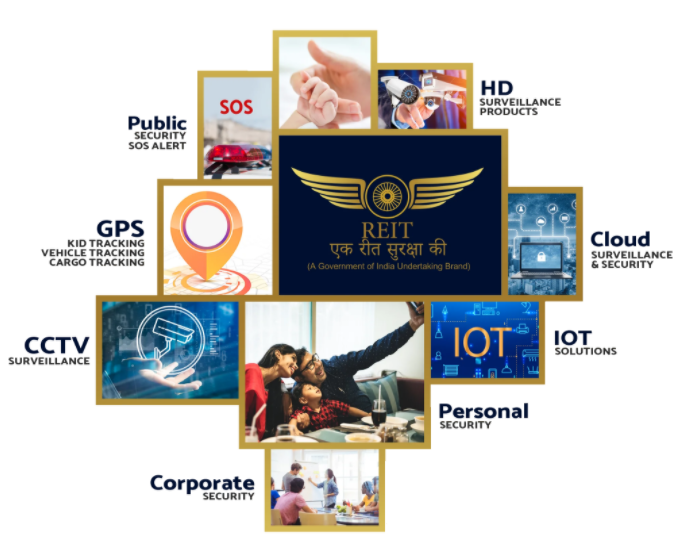 HD
SURVEILLANCE
PRODUCTS
SOS
Public
SECURITY
SOS ALERT
REIT
एक रीत सुरक्षा की
(A Government of India Undertaking Brand)
GPS
KID TRACKING
VEHICLE TRACKING
CARGO TRACKING
Cloud
SURVEILLANCE
& SECURITY
CCTV
SURVEILLANCE
IOT
IOT
SOLUTIONS
Personal
SECURITY
Corporate
SECURITY